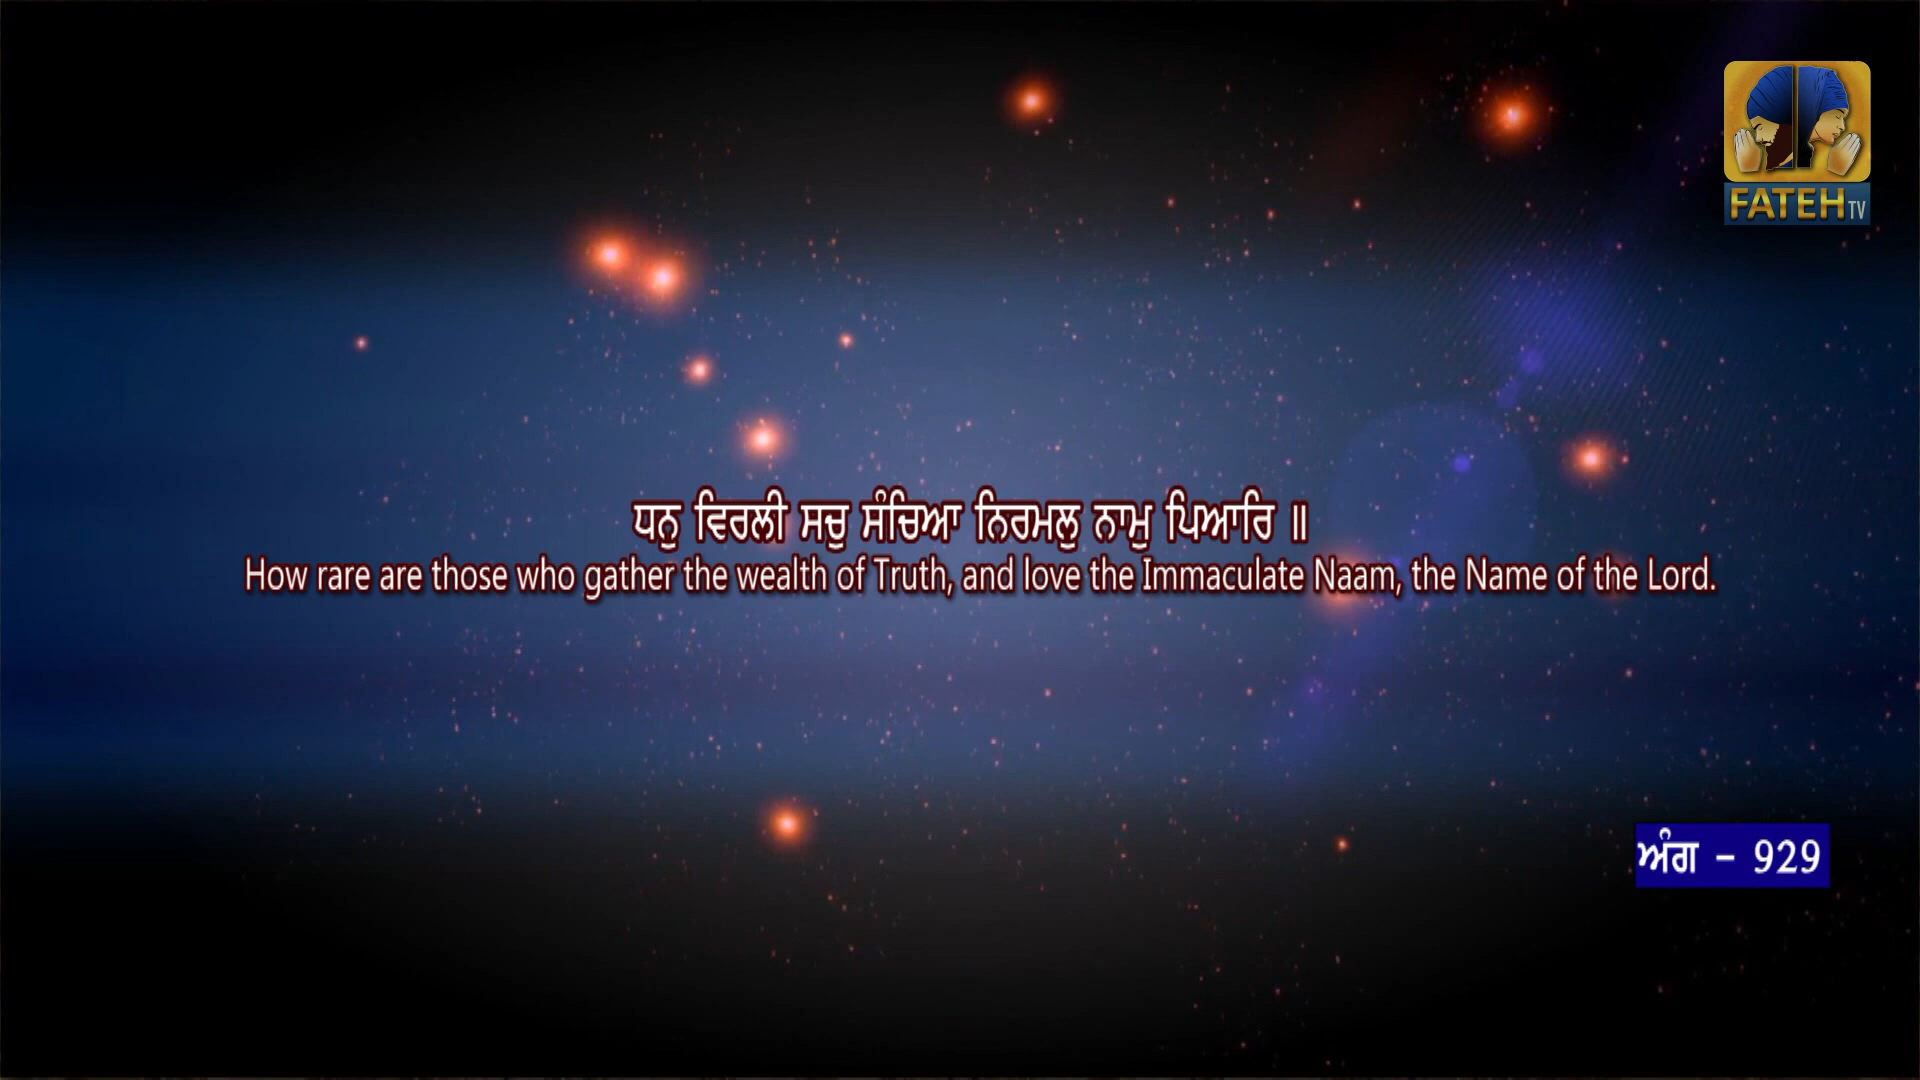 FATEH TV
ਧਨੁ ਵਿਰਲੀ ਸਚੁ ਸੰਚਿਆ ਨਿਰਮਲੁ ਨਾਮੁ ਪਿਆਰਿ ॥
How rare are those who gather the wealth of Truth, and love the Immaculate Naam, the Name of the Lord.
ਅੰਗ - 929